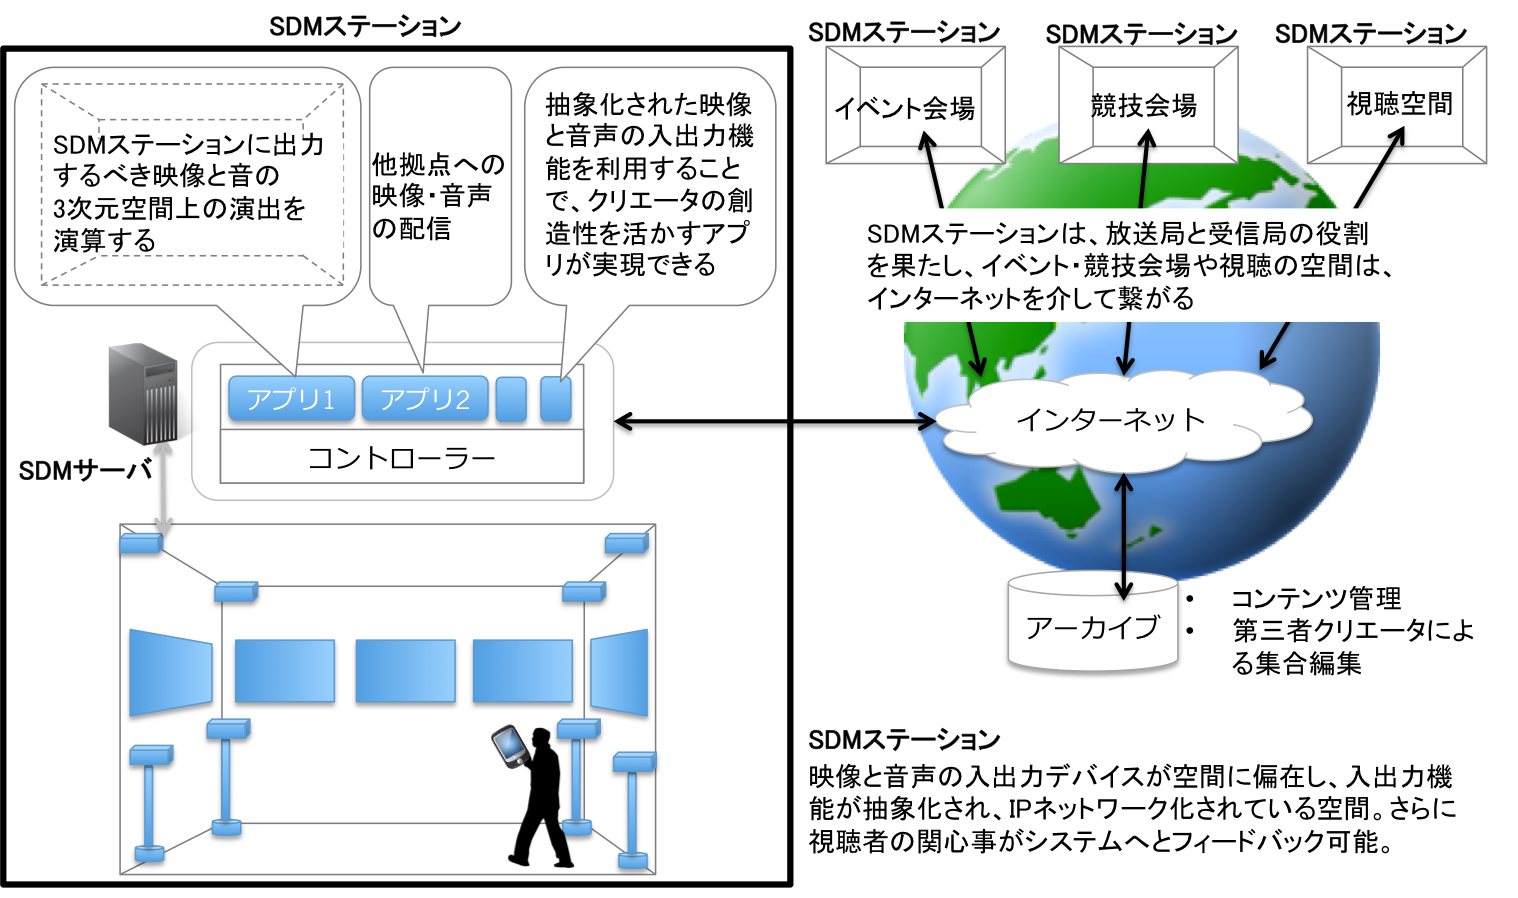 SDMステーション
SDMステーションに出力
するべき映像と音の
3次元空間上の演出を
演算する
他拠点への
映像・音声
の配信
抽象化された映像
と音声の入出力機
能を利用すること
で、クリエータの創
造性を活かすアプ
リが実現できる
アプリ1
アプリ2
コントローラー
SDMサーバ
SDMステーション
イベント会場
SDMステーション
競技会場
SDMステーション
視聴空間
SDMステーションは、放送局と受信局の役割
を果たし、イベント・競技会場や視聴の空間は、
インターネットを介して繋がる
インターネット
アーカイブ
• コンテンツ管理
• 第三者クリエータによ
る集合編集
SDMステーション
映像と音声の入出力デバイスが空間に偏在し、入出力機
能が抽象化され、IPネットワーク化されている空間。さらに
視聴者の関心事がシステムへとフィードバック可能。